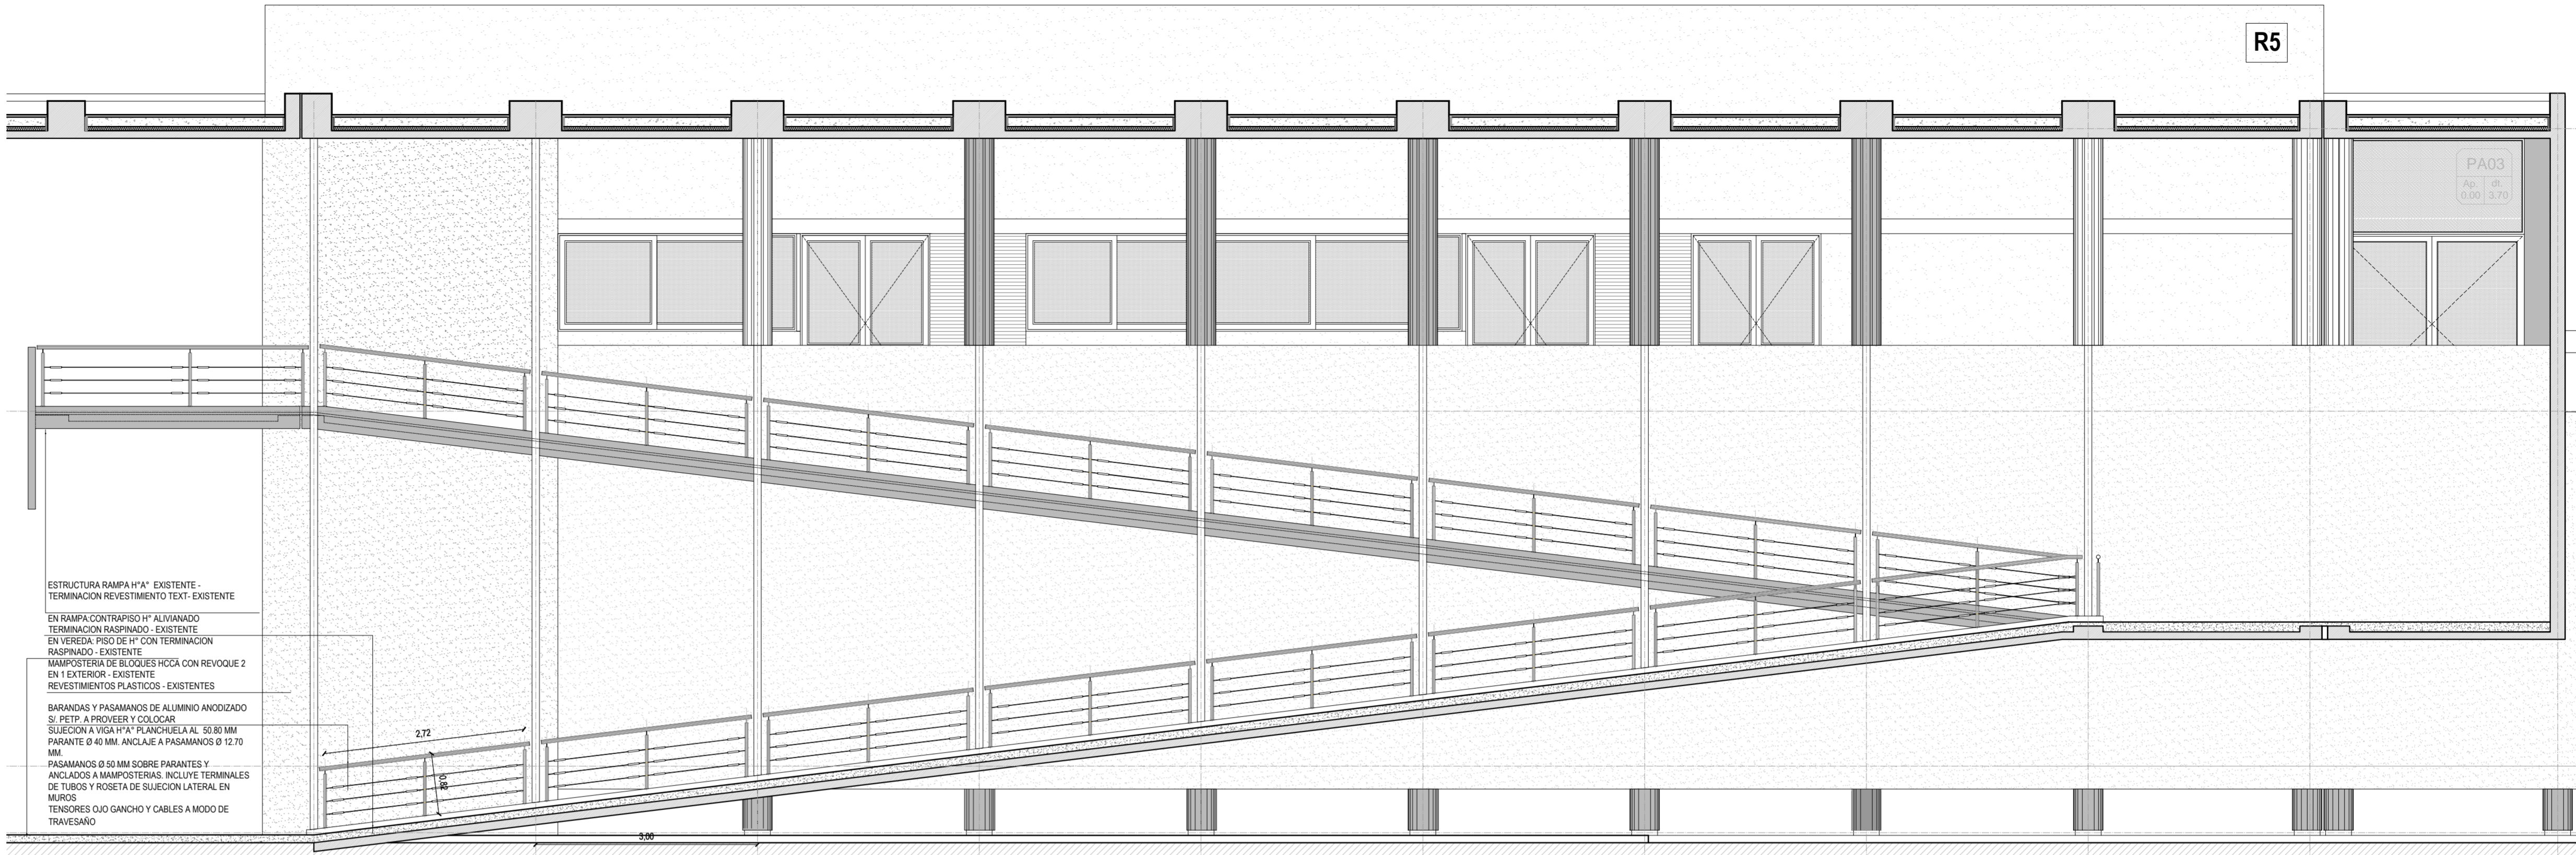 R5
PA03
Ap. dl.
0.00 3.70
ESTRUCTURA RAMPA H"A" EXISTENTE -
TERMINACION REVESTIMIENTO TEXT- EXISTENTE
EN RAMPA:CONTRAPISO H° ALIVIANADO
TERMINACION RASPINADO - EXISTENTE
EN VEREDA: PISO DE H° CON TERMINACION
RASPINADO - EXISTENTE
MAMPOSTERIA DE BLOQUES HCCA CON REVOQUE 2
EN 1 EXTERIOR - EXISTENTE
REVESTIMIENTOS PLASTICOS - EXISTENTES
BARANDAS Y PASAMANOS DE ALUMINIO ANODIZADO
S/. PETP. A PROVEER Y COLOCAR
SUJECION A VIGA H"A" PLANCHUELA AL 50.80 MM
PARANTE Ø 40 MM. ANCLAJE A PASAMANOS Ø 12.70
MM.
PASAMANOS Ø 50 MM SOBRE PARANTES Y
ANCLADOS A MAMPOSTERIAS. INCLUYE TERMINALES
DE TUBOS Y ROSETA DE SUJECION LATERAL EN
MUROS
TENSORES OJO GANCHO Y CABLES A MODO DE
TRAVESAÑO
2,72
0,82
3,00